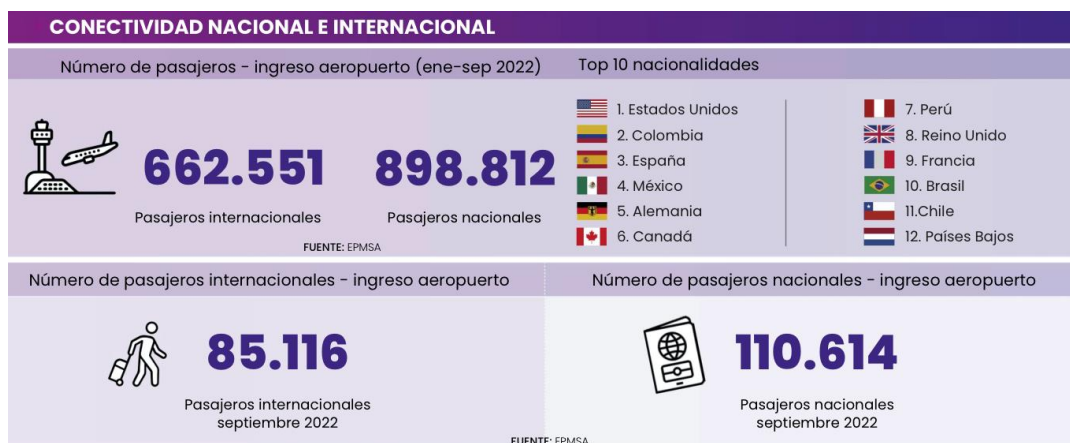 CONECTIVIDAD NACIONAL E INTERNACIONAL
Número de pasajeros - ingreso aeropuerto (ene-sep 2022)
662.551
Pasajeros internacionales
898.812
Pasajeros nacionales
FUENTE: EPMSA
Top 10 nacionalidades
1. Estados Unidos
2. Colombia
3. España
4. México
5. Alemania
6. Canadá
7. Perú
8. Reino Unido
9. Francia
10. Brasil
11.Chile
12. Países Bajos
Número de pasajeros internacionales - ingreso aeropuerto
85.116
Pasajeros internacionales
septiembre 2022
Número de pasajeros nacionales - ingreso aeropuerto
110.614
Pasajeros nacionales
septiembre 2022
FUENTE: EPMSA